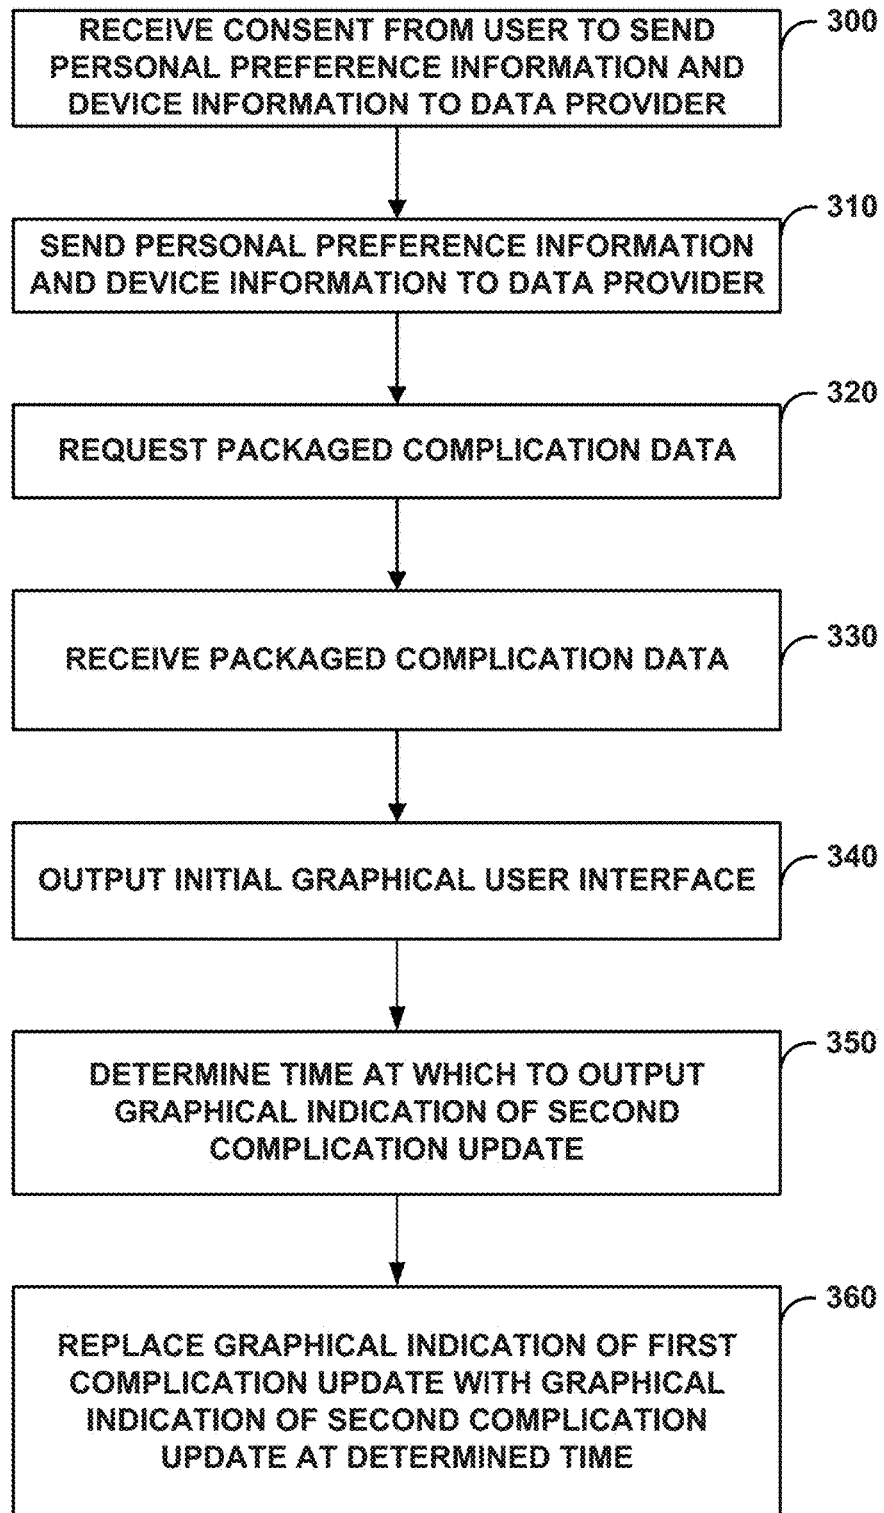 RECEIVE CONSENT FROM USER TO SEND
PERSONAL PREFERENCE INFORMATION AND
DEVICE INFORMATION TO DATA PROVIDER
300
SEND PERSONAL PREFERENCE INFORMATION
AND DEVICE INFORMATION TO DATA PROVIDER
310
REQUEST PACKAGED COMPLICATION DATA
320
RECEIVE PACKAGED COMPLICATION DATA
330
OUTPUT INITIAL GRAPHICAL USER INTERFACE
340
DETERMINE TIME AT WHICH TO OUTPUT
GRAPHICAL INDICATION OF SECOND
COMPLICATION UPDATE
350
REPLACE GRAPHICAL INDICATION OF FIRST
COMPLICATION UPDATE WITH GRAPHICAL
INDICATION OF SECOND COMPLICATION
UPDATE AT DETERMINED TIME
360